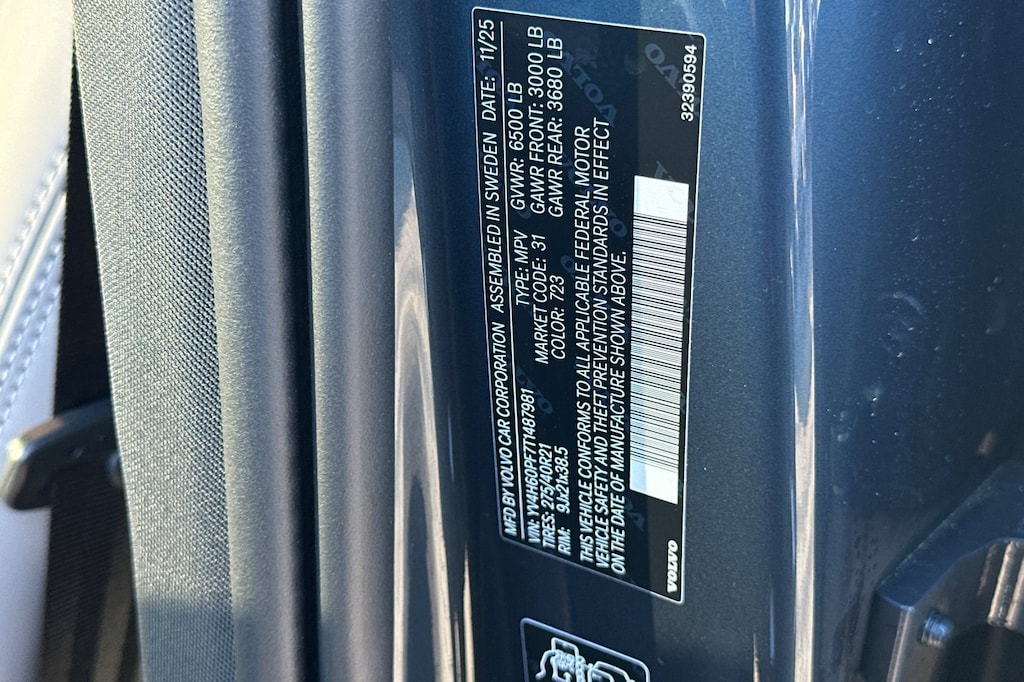 MFD BY VOLVO CAR CORPORATION ASSEMBLED IN SWEDEN DATE: 11/25
VIN: YV4H60PF7T1487981 TYPE: MPV GVWR: 6500 LB
TIRES: 275/40R21 MARKET CODE: 31 GAWR FRONT: 3000 LB
RIM: 9Jx21x38.5 COLOR: 723 GAWR REAR: 3680 LB
THIS VEHICLE CONFORMS TO ALL APPLICABLE FEDERAL MOTOR
VEHICLE SAFETY AND THEFT PREVENTION STANDARDS IN EFFECT
ON THE DATE OF MANUFACTURE SHOWN ABOVE.
VOLVO 32390594